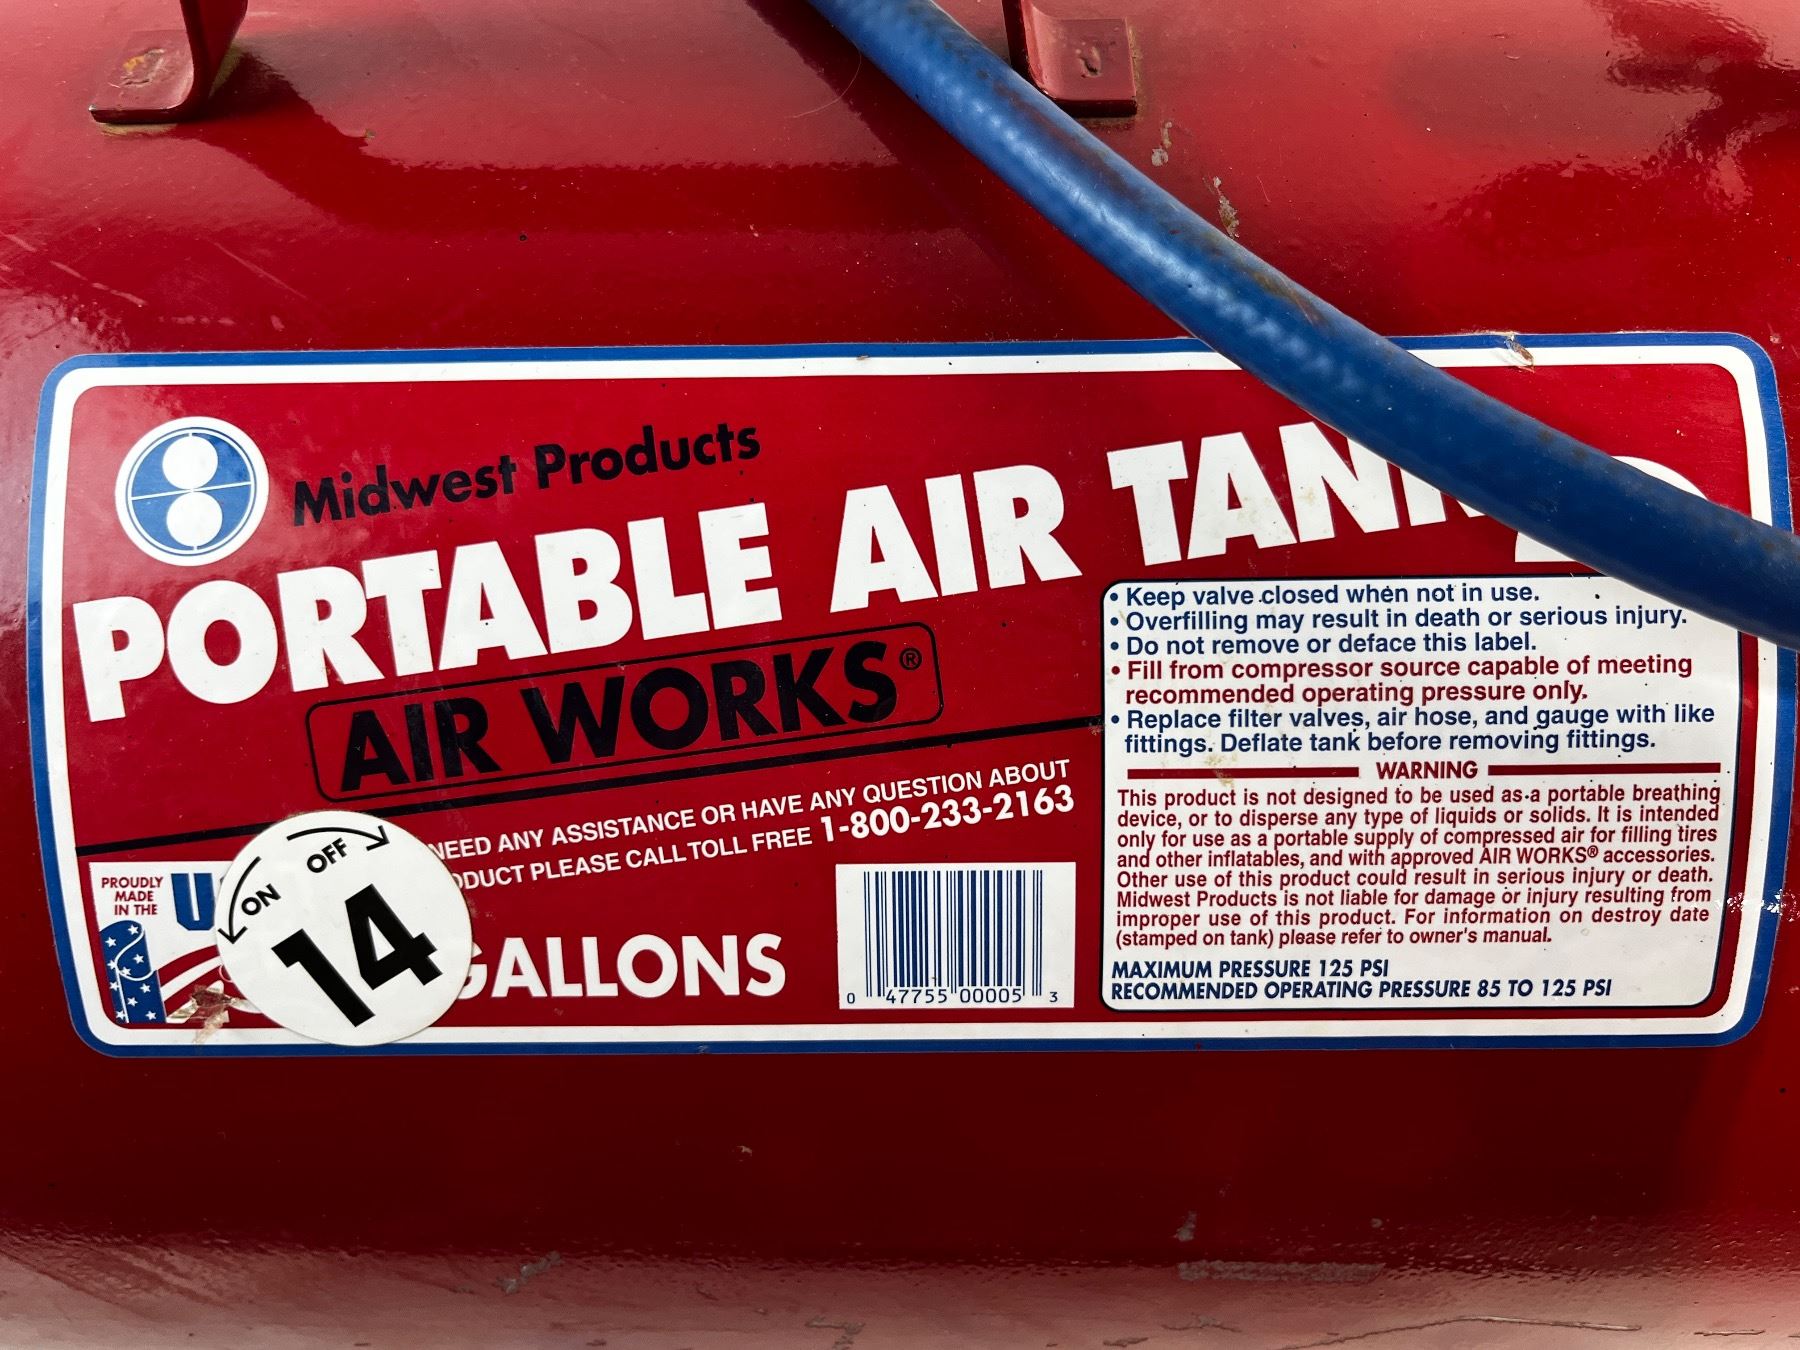 Midwest Products
PORTABLE AIR TANK
AIR WORKS®
NEED ANY ASSISTANCE OR HAVE ANY QUESTION ABOUT
PLEASE CALL TOLL FREE 1-800-233-2163
PROUDLY
MADE
IN THE
U
ON OFF
14
GALLONS
0 47755 00005 3
• Keep valve closed when not in use.
• Overfilling may result in death or serious injury.
• Do not remove or deface this label.
• Fill from compressor source capable of meeting
recommended operating pressure only.
• Replace filter valves, air hose, and gauge with like
fittings. Deflate tank before removing fittings.
WARNING
This product is not designed to be used as a portable breathing
device, or to disperse any type of liquids or solids. It is intended
only for use as a portable supply of compressed air for filling tires
and other inflatables, and with approved AIR WORKS® accessories.
Other use of this product could result in serious injury or death.
Midwest Products is not liable for damage or injury resulting from
improper use of this product. For information on destroy date
(stamped on tank) please refer to owner's manual.
MAXIMUM PRESSURE 125 PSI
RECOMMENDED OPERATING PRESSURE 85 TO 125 PSI